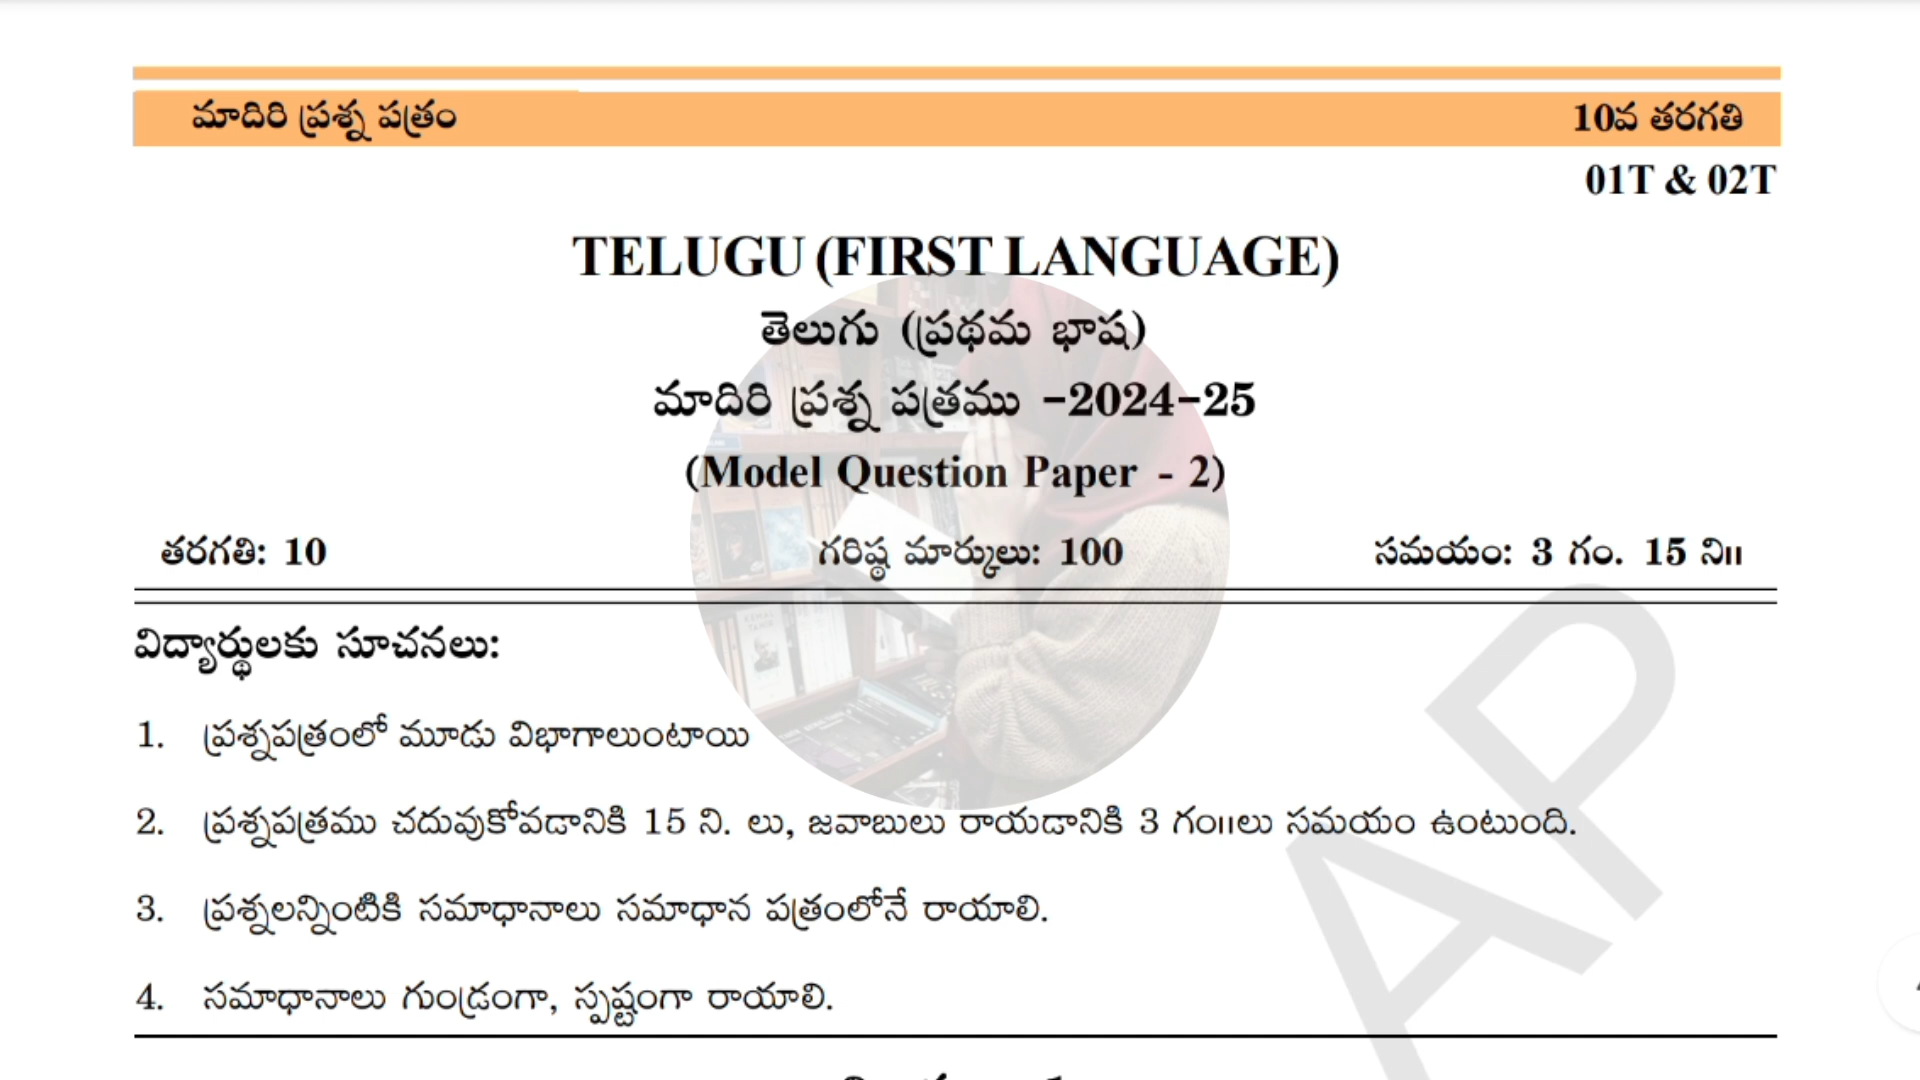 మాదిరి ప్రశ్న పత్రం 10వ తరగతి
01T & 02T
TELUGU (FIRST LANGUAGE)
తెలుగు (ప్రథమ భాష)
మాదిరి ప్రశ్న పత్రము -2024-25
(Model Question Paper - 2)
తరగతి: 10 గరిష్ఠ మార్కులు: 100 సమయం: 3 గం. 15 ని॥
విద్యార్థులకు సూచనలు:
1. ప్రశ్నపత్రంలో మూడు విభాగాలుంటాయి
2. ప్రశ్నపత్రము చదువుకోవడానికి 15 ని. లు, జవాబులు రాయడానికి 3 గం॥లు సమయం ఉంటుంది.
3. ప్రశ్నలన్నింటికి సమాధానాలు సమాధాన పత్రంలోనే రాయాలి.
4. సమాధానాలు గుండ్రంగా, స్పష్టంగా రాయాలి.
AP